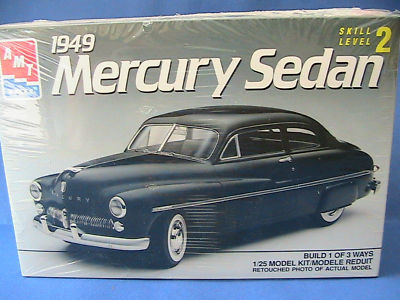 AMT
ERTL
1949
Mercury Sedan
SKILL
LEVEL 2
MERCURY
BUILD 1 OF 3 WAYS
1/25 MODEL KIT/MODELE REDUIT
RETOUCHED PHOTO OF ACTUAL MODEL